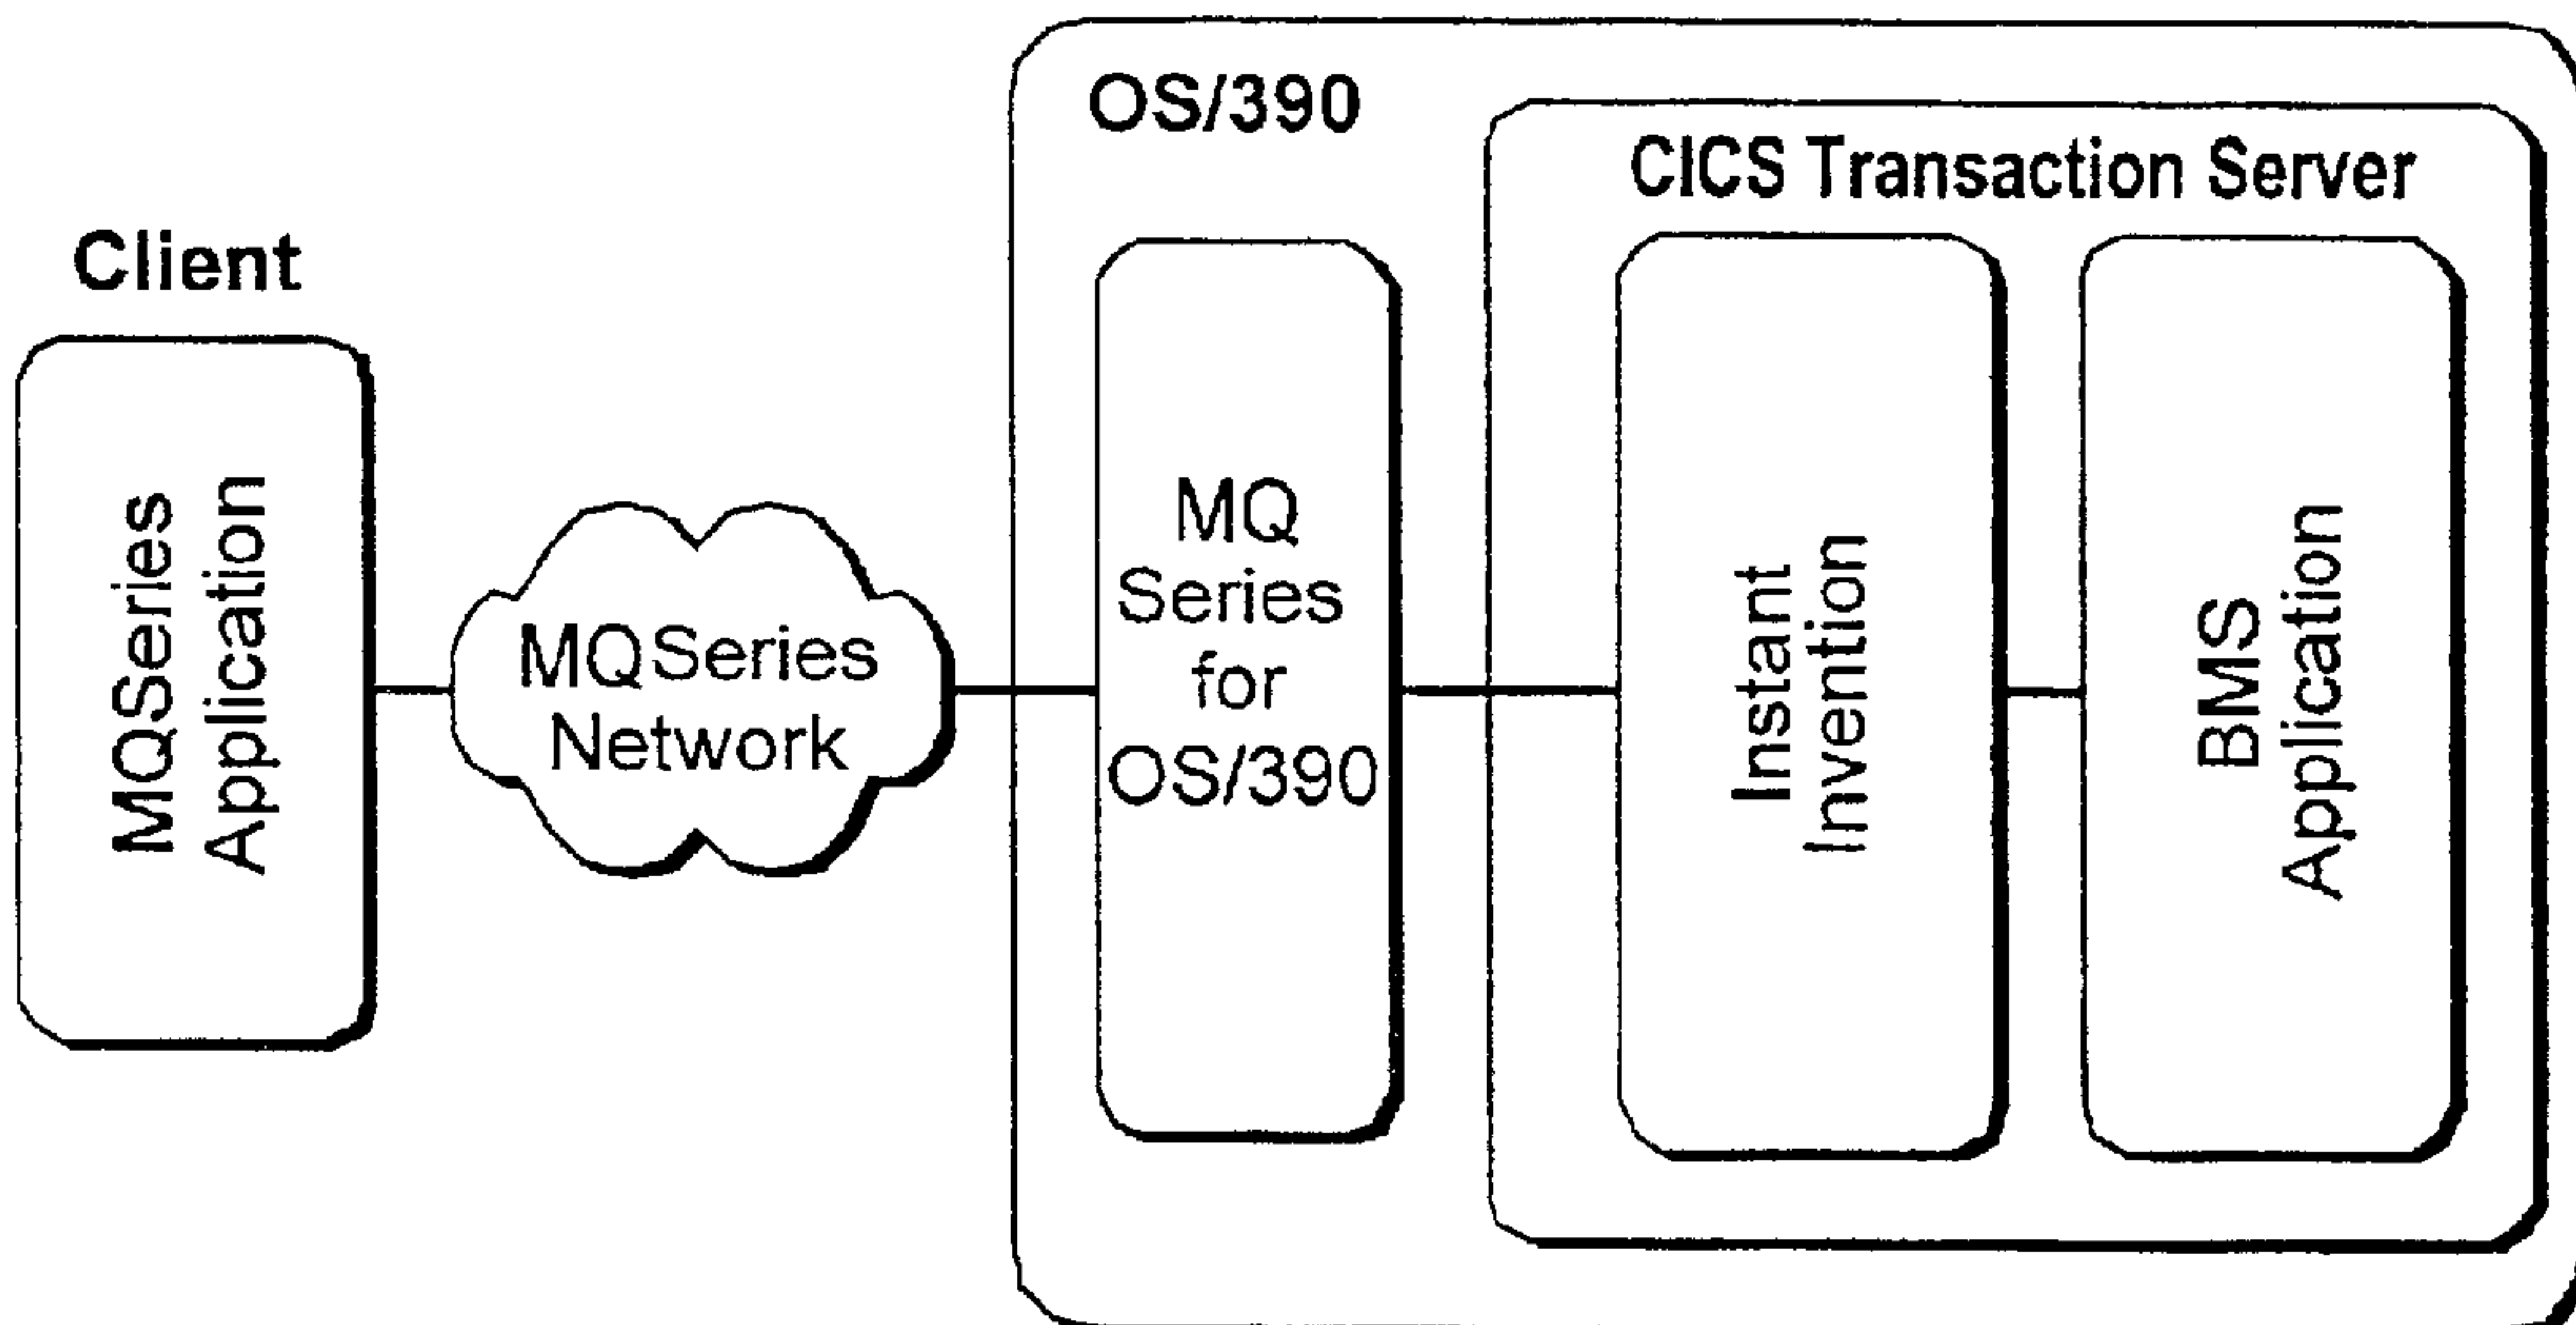 Client
MQSeries
Application
MQSeries
Network
OS/390
MQ
Series
for
OS/390
CICS Transaction Server
Instant
Invention
BMS
Application